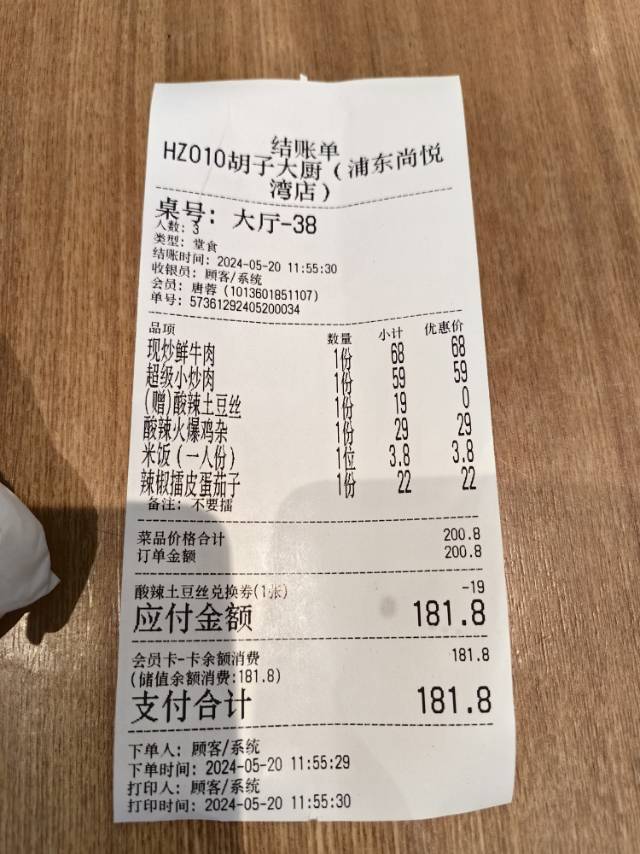 结账单
HZ010胡子大厨（浦东尚悦
湾店）
桌号：大厅-38
人数：3
类型：堂食
结账时间：2024-05-20 11:55:30
收银员：顾客/系统
会员：唐蓉（1013601851107）
单号：57361292405200034
品项 数量 小计 优惠价
现炒鲜牛肉 1份 68 68
超级小炒肉 1份 59 59
(赠)酸辣土豆丝 1份 19 0
酸辣火爆鸡杂 1份 29 29
米饭（一人份） 1位 3.8 3.8
辣椒擂皮蛋茄子 1份 22 22
备注：不要擂
菜品价格合计 200.8
订单金额 200.8
酸辣土豆丝兑换券(1张) -19
应付金额 181.8
会员卡-卡余额消费 181.8
(储值余额消费:181.8)
支付合计 181.8
下单人：顾客/系统
下单时间：2024-05-20 11:55:29
打印人：顾客/系统
打印时间：2024-05-20 11:55:30